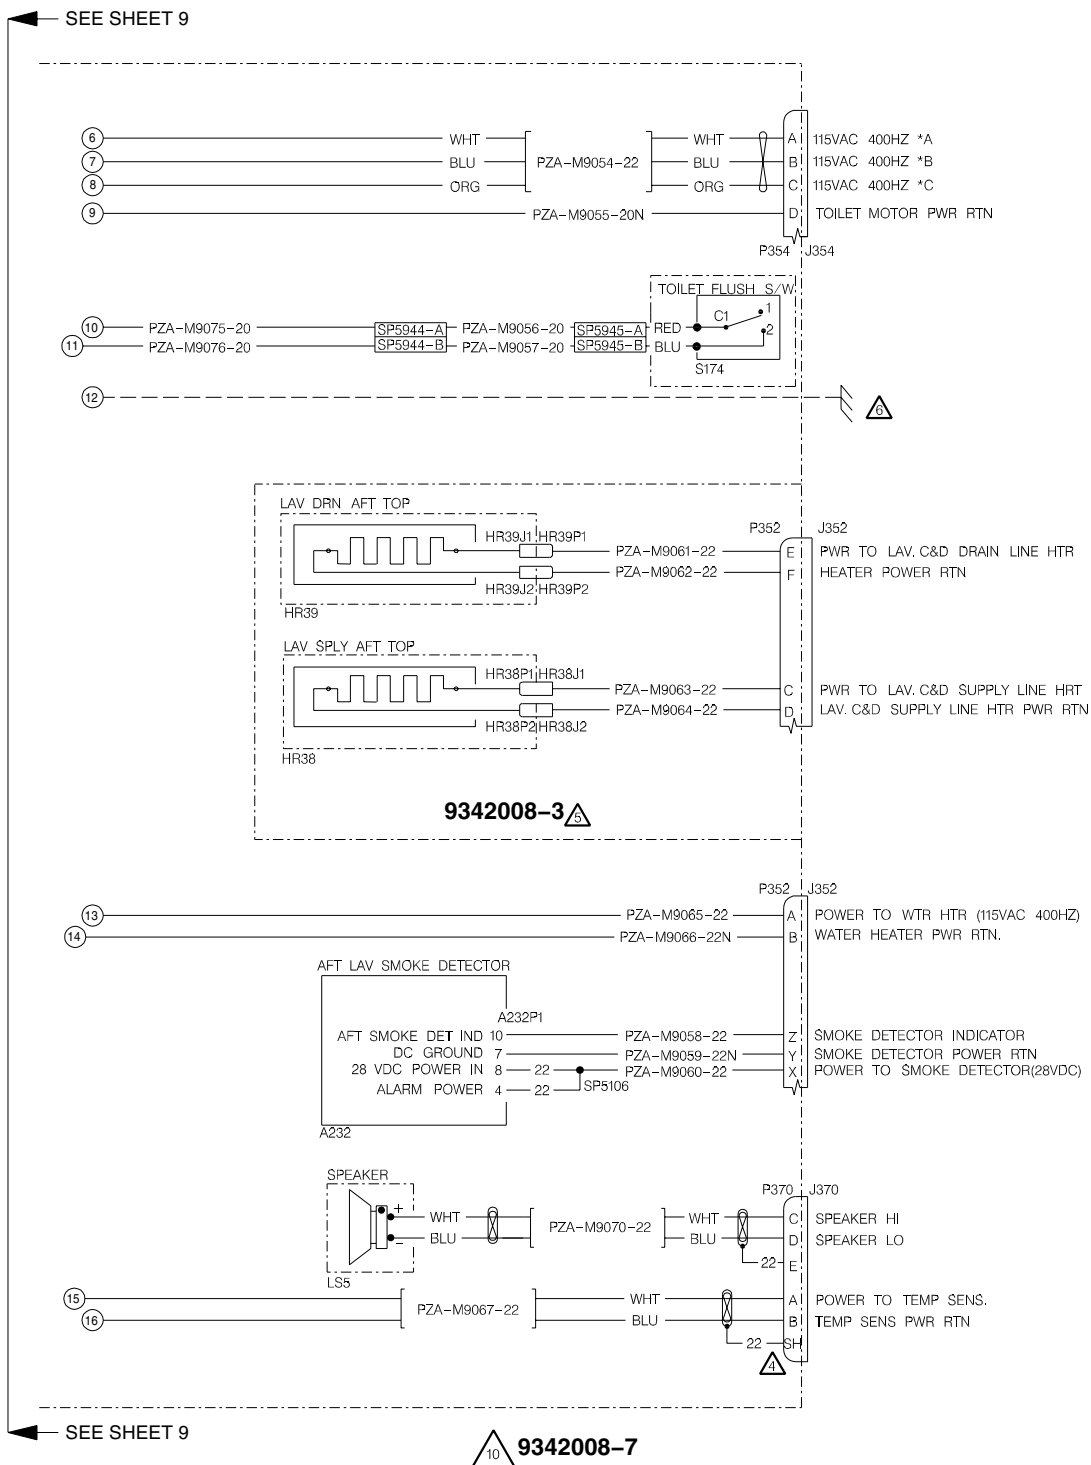 SEE SHEET 9
6 WHT WHT A 115VAC 400HZ *A
7 BLU PZA-M9054-22 BLU B 115VAC 400HZ *B
8 ORG ORG C 115VAC 400HZ *C
9 PZA-M9055-20N D TOILET MOTOR PWR RTN
P354 J354
TOILET FLUSH S/W
C1 1
10 PZA-M9075-20 SP5944-A PZA-M9056-20 SP5945-A RED 2
11 PZA-M9076-20 SP5944-B PZA-M9057-20 SP5945-B BLU
S174
12 6
LAV DRN AFT TOP
P352 J352
HR39J1 HR39P1
PZA-M9061-22 E PWR TO LAV. C&D DRAIN LINE HTR
PZA-M9062-22 F HEATER POWER RTN
HR39J2 HR39P2
HR39
LAV SPLY AFT TOP
HR38P1 HR38J1
PZA-M9063-22 C PWR TO LAV. C&D SUPPLY LINE HRT
PZA-M9064-22 D LAV. C&D SUPPLY LINE HTR PWR RTN
HR38P2 HR38J2
HR38
9342008-3 5
P352 J352
13 PZA-M9065-22 A POWER TO WTR HTR (115VAC 400HZ)
14 PZA-M9066-22N B WATER HEATER PWR RTN.
AFT LAV SMOKE DETECTOR
A232P1
AFT SMOKE DET IND 10 PZA-M9058-22 Z SMOKE DETECTOR INDICATOR
DC GROUND 7 PZA-M9059-22N Y SMOKE DETECTOR POWER RTN
28 VDC POWER IN 8 22 PZA-M9060-22 X POWER TO SMOKE DETECTOR(28VDC)
ALARM POWER 4 22 SP5106
A232
SPEAKER
P370 J370
+ WHT PZA-M9070-22 WHT C SPEAKER HI
- BLU BLU D SPEAKER LO
22 E
LS5
15 PZA-M9067-22 WHT A POWER TO TEMP SENS.
16 BLU B TEMP SENS PWR RTN
22 SH
4
SEE SHEET 9
10 9342008-7